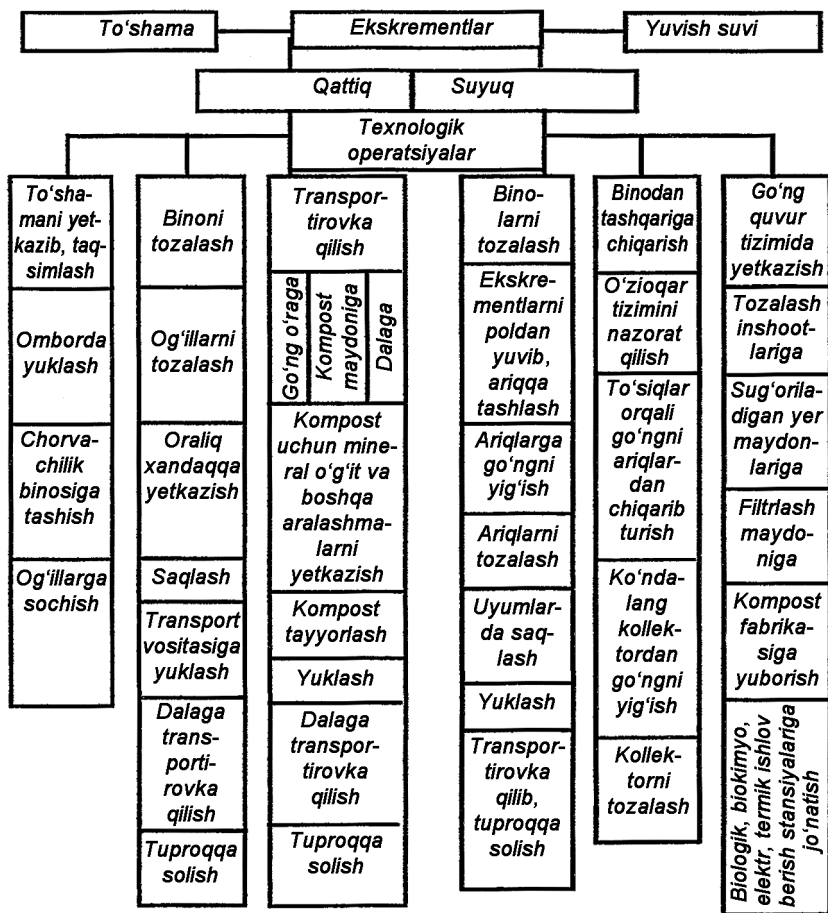 To‘shama
Ekskrementlar
Yuvish suvi
Qattiq
Suyuq
Texnologik
operatsiyalar
To‘sha-
mani yet-
kazib, taq-
simlash
Omborda
yuklash
Chorva-
chilik
binosiga
tashish
Og‘illarga
sochish
Binoni
tozalash
Og‘illarni
tozalash
Oraliq
xandaqqa
yetkazish
Saqlash
Transport
vositasiga
yuklash
Dalaga
trans-
porti-
rovka
qilish
Tuproqqa
solish
Transpor-
tirovka
qilish
Go‘ng o‘raga
Kompost
maydoniga
Dalaga
Kompost
uchun mine-
ral o‘g‘it va
boshqa
aralashma-
larni
yetkazish
Kompost
tayyorlash
Yuklash
Dalaga
transpor-
tirovka
qilish
Tuproqqa
solish
Bino-
larni
tozalash
Ekskre-
mentlarni
poldan
yuvib,
ariqqa
tashlash
Ariqlarga
go‘ngni
yig‘ish
Ariqlarni
tozalash
Uyumlar-
da saq-
lash
Yuklash
Transpor-
tirovka
qilib,
tuproqqa
solish
Binodan
tashqariga
chiqarish
O‘zioqar
tizimini
nazorat
qilish
To‘siqlar
orqali
go‘ngni
ariqlar-
dan
chiqarib
turish
Ko‘nda-
lang
kollek-
tordan
go‘ngni
yig‘ish
Kollek-
torni
tozalash
Go‘ng
quvur
tizimida
yetkazish
Tozalash
inshoot-
lariga
Sug‘orila-
digan yer
maydon-
lariga
Filtrlash
maydo-
niga
Kompost
fabrika-
siga
yuborish
Biologik, biokimyo,
elektr, termik ishlov
berish stansiyalariga
jo‘natish